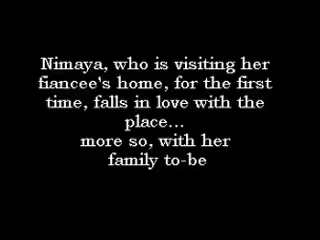 Nimaya, who is visiting her
fiancee's home, for the first
time, falls in love with the
place...
more so, with her
family to-be